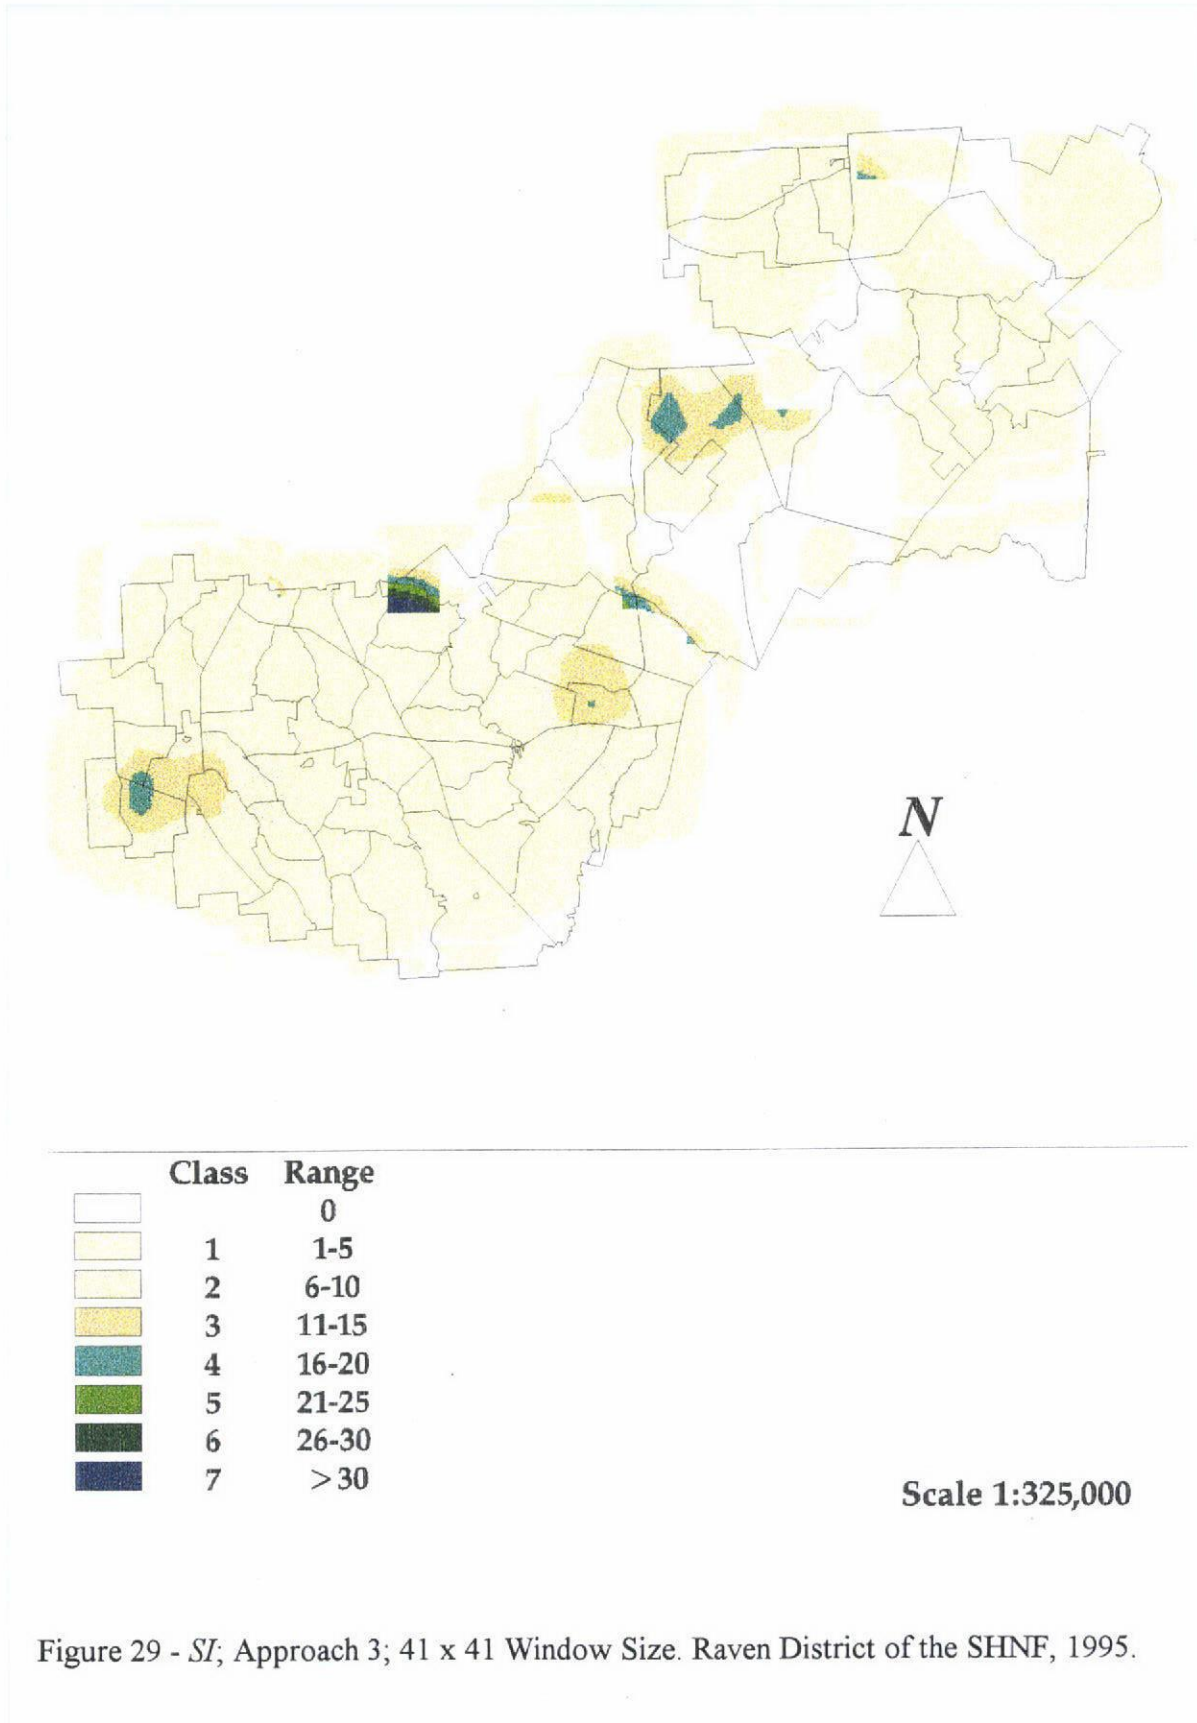 N
Class Range
0
1 1-5
2 6-10
3 11-15
4 16-20
5 21-25
6 26-30
7 >30
Scale 1:325,000
Figure 29 - SI; Approach 3; 41 x 41 Window Size. Raven District of the SHNF, 1995.